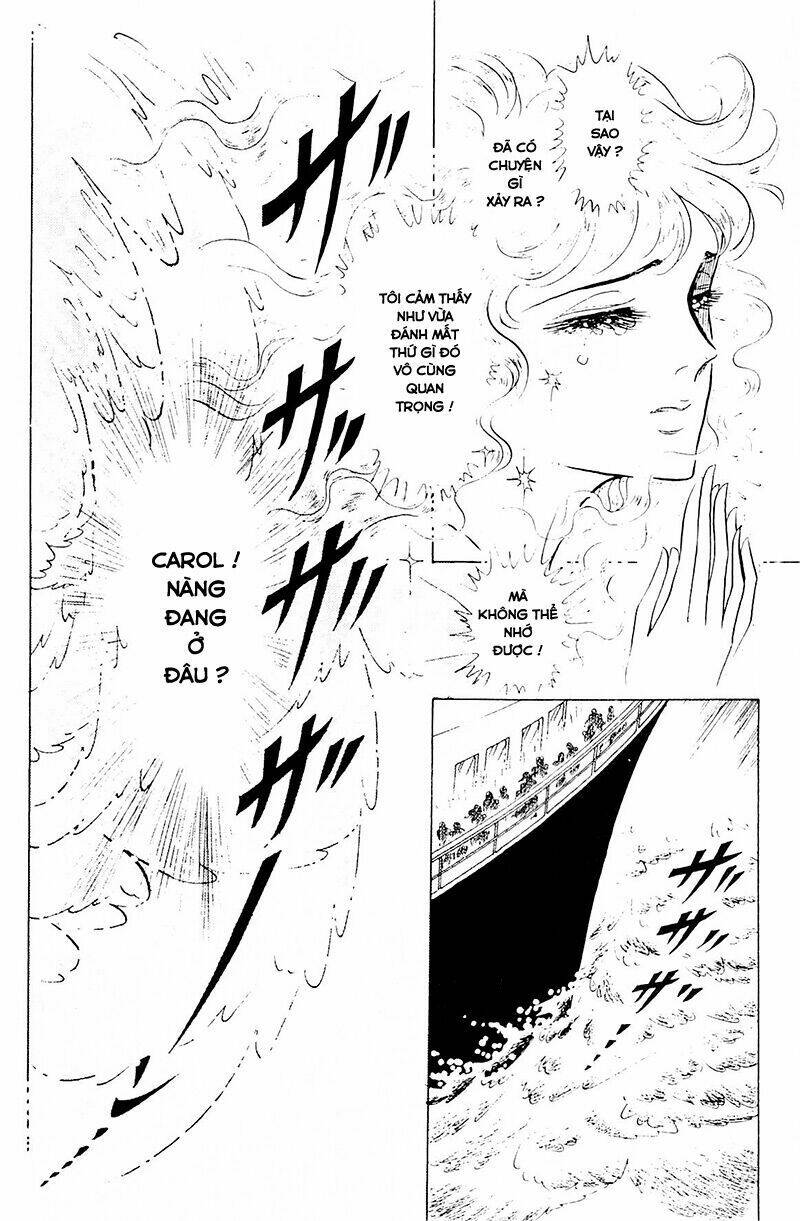 TẠI
SAO
VẬY ?
ĐÃ CÓ
CHUYỆN
GÌ
XẢY RA ?
TÔI CẢM THẤY
NHƯ VỪA
ĐÁNH MẤT
THỨ GÌ ĐÓ
VÔ CÙNG
QUAN
TRỌNG !
MÀ
KHÔNG THỂ
NHỚ
ĐƯỢC !
ザザザザ
CAROL !
NÀNG
ĐANG
Ở
ĐÂU ?
ザザザ